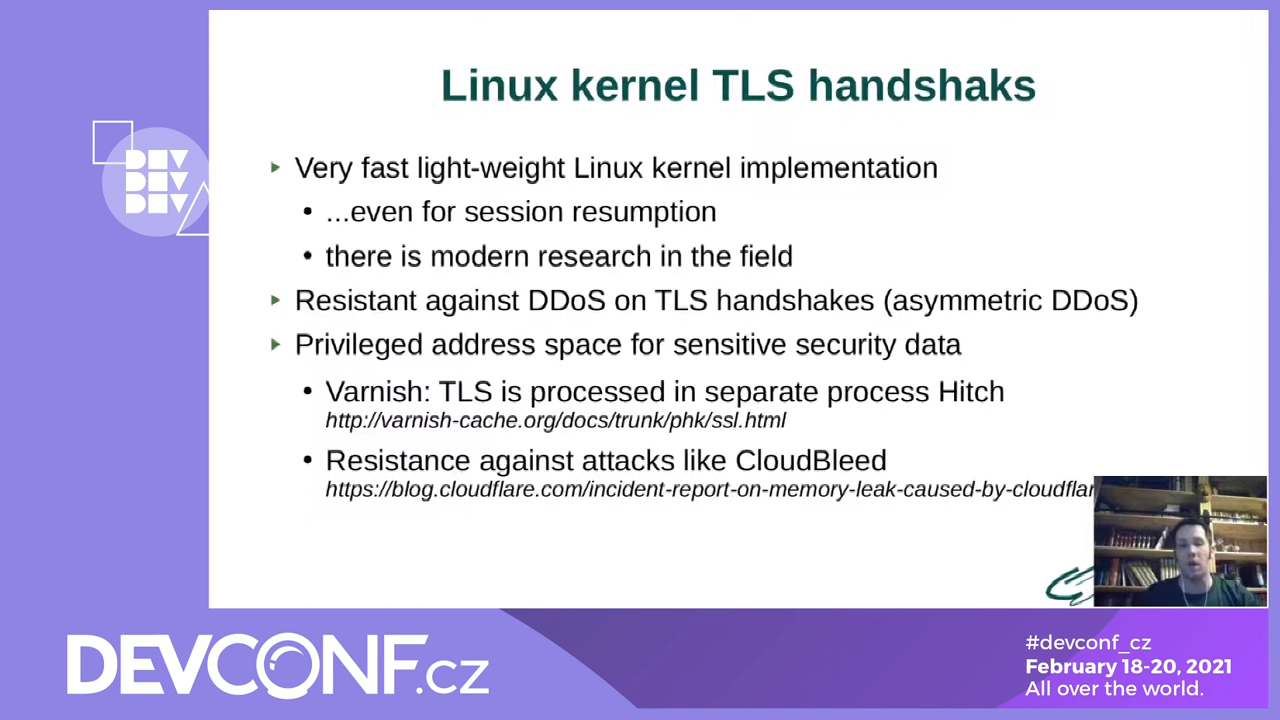 Linux kernel TLS handshaks
Very fast light-weight Linux kernel implementation
...even for session resumption
there is modern research in the field
Resistant against DDoS on TLS handshakes (asymmetric DDoS)
Privileged address space for sensitive security data
Varnish: TLS is processed in separate process Hitch
http://varnish-cache.org/docs/trunk/phk/ssl.html
Resistance against attacks like CloudBleed
https://blog.cloudflare.com/incident-report-on-memory-leak-caused-by-cloudflar
DEV
DEV
DEV
DEVCONF.cz
#devconf_cz
February 18-20, 2021
All over the world.